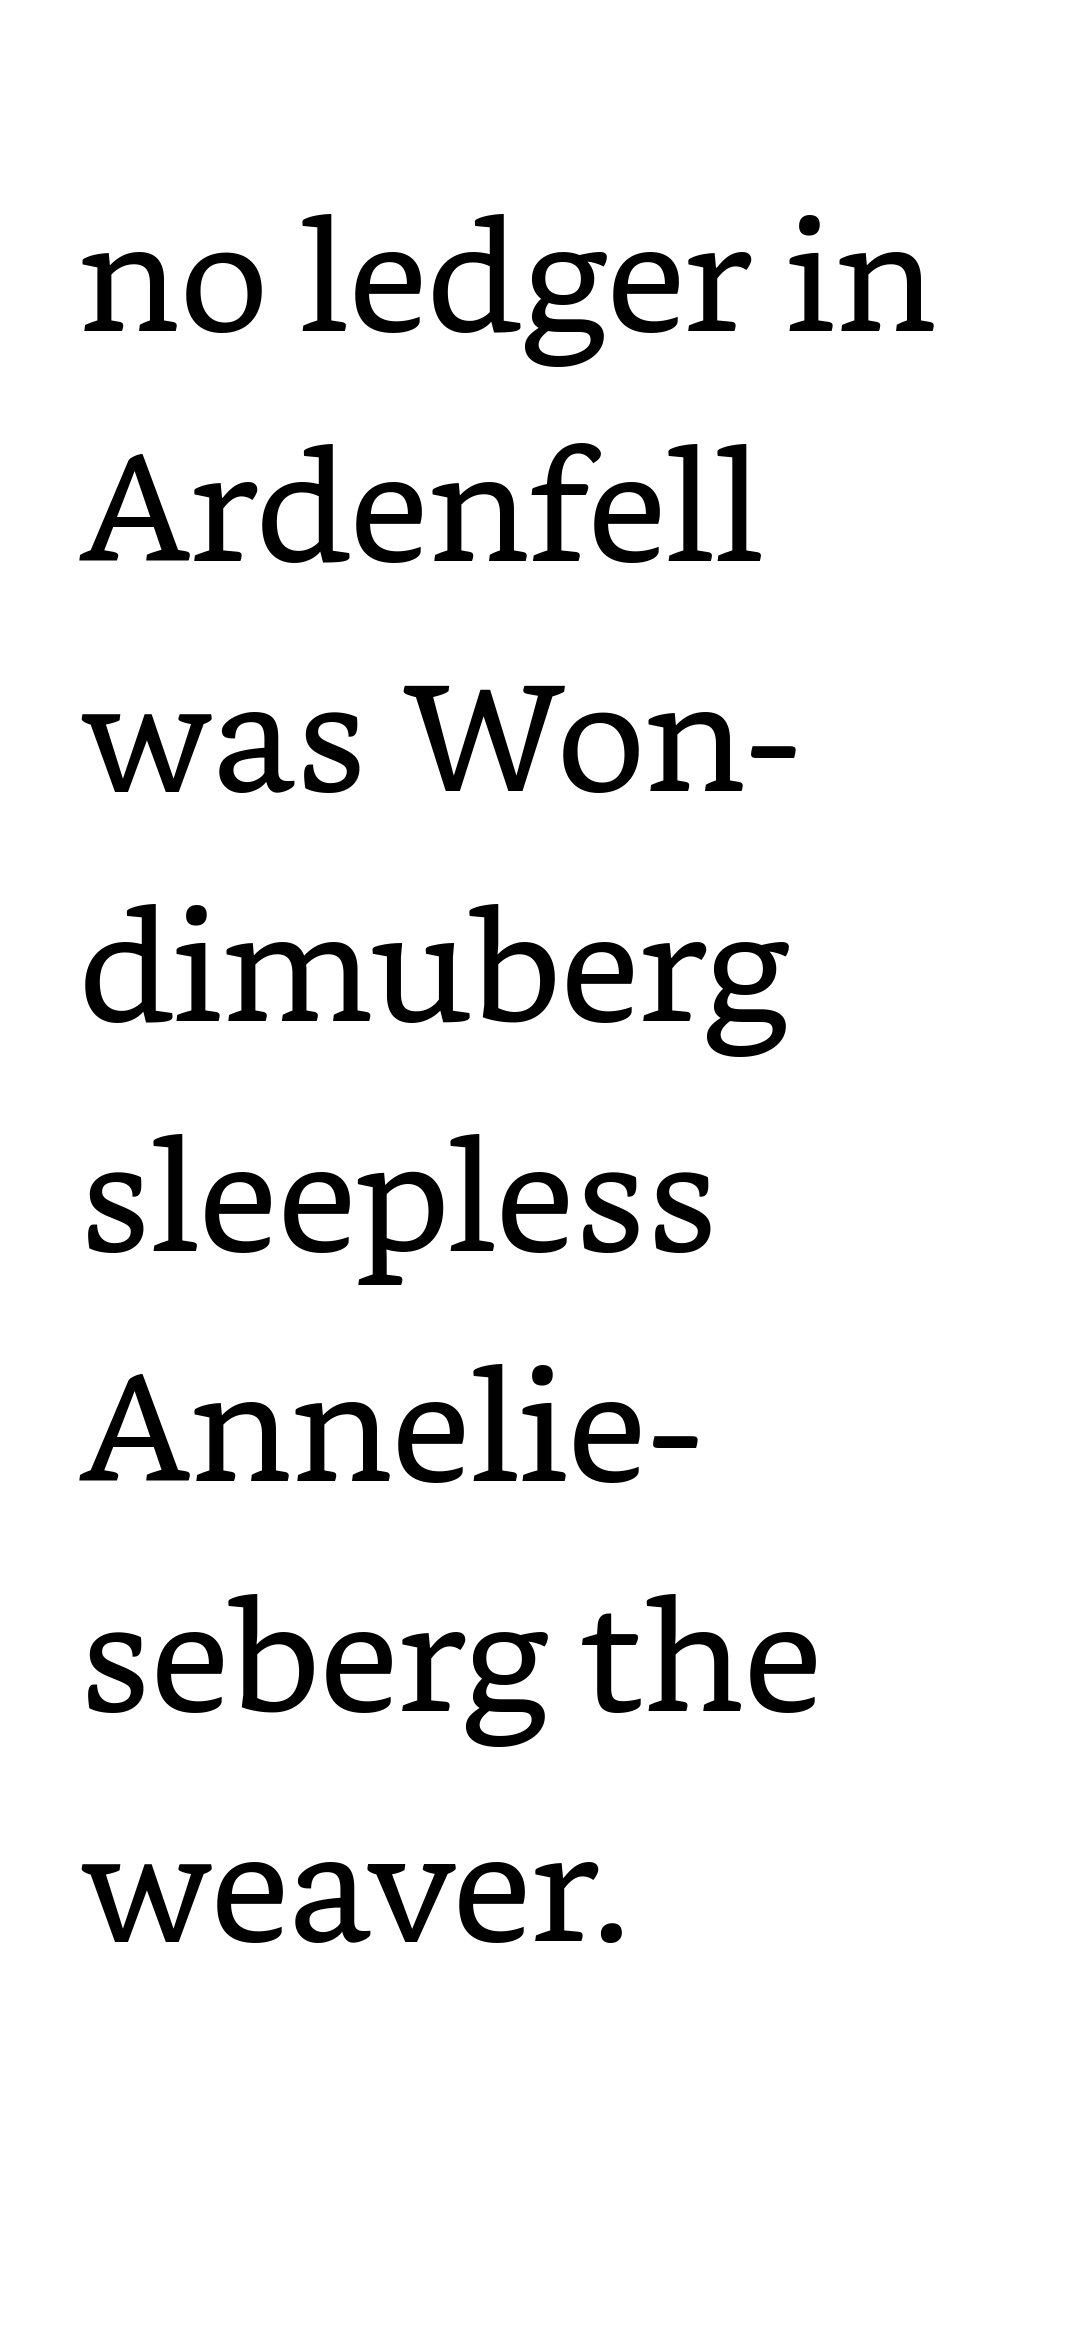 no ledger in
Ardenfell
was Won-
dimuberg
sleepless
Annelie-
seberg the
weaver.